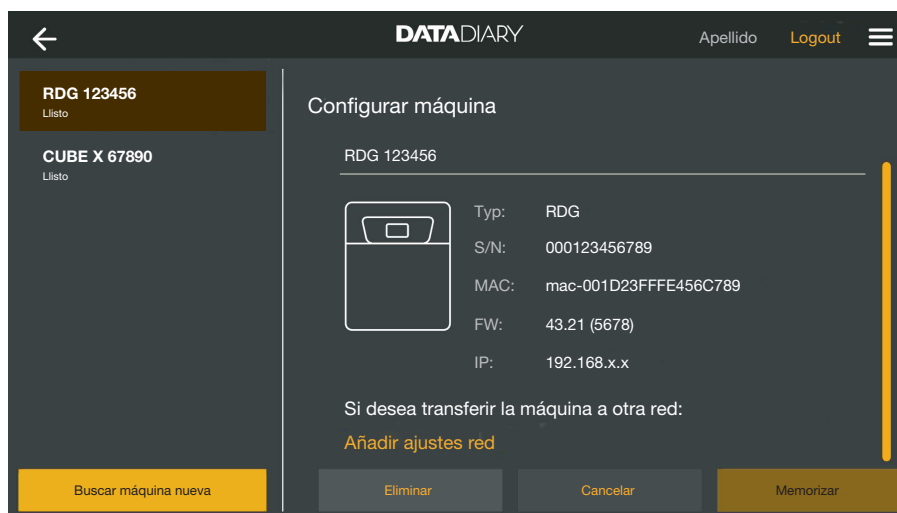 DATADIARY
Apellido
Logout
RDG 123456
Llisto
CUBE X 67890
Llisto
Buscar máquina nueva
Configurar máquina
RDG 123456
Typ: RDG
S/N: 000123456789
MAC: mac-001D23FFFE456C789
FW: 43.21 (5678)
IP: 192.168.x.x
Si desea transferir la máquina a otra red:
Añadir ajustes red
Eliminar
Cancelar
Memorizar